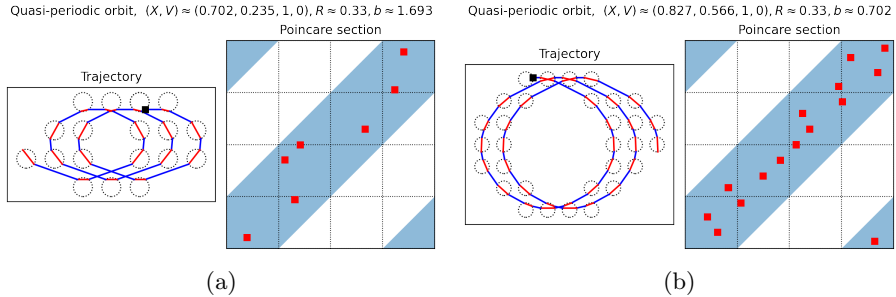 Quasi-periodic orbit, (X, V) ≈ (0.702, 0.235, 1, 0), R ≈ 0.33, b ≈ 1.693
Poincare section
Trajectory
(a)
Quasi-periodic orbit, (X, V) ≈ (0.827, 0.566, 1, 0), R ≈ 0.33, b ≈ 0.702
Poincare section
Trajectory
(b)